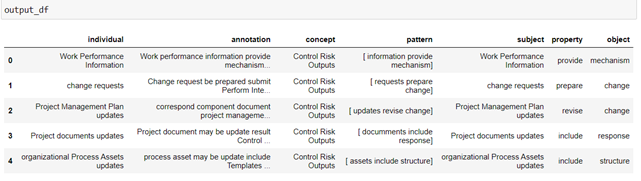 output_df
individual annotation concept pattern subject property object
0 Work Performance Information Work performance information provide mechanism... Control Risk Outputs [ information provide mechanism] Work Performance Information provide mechanism
1 change requests Change request be prepared submit Perform Inte... Control Risk Outputs [ requests prepare change] change requests prepare change
2 Project Management Plan updates correspond component document project manageme... Control Risk Outputs [ updates revise change] Project Management Plan updates revise change
3 Project documents updates Project document may be update result Control ... Control Risk Outputs [ documments include response] Project documents updates include response
4 organizational Process Assets updates process asset may be update include Templates ... Control Risk Outputs [ assets include structure] organizational Process Assets updates include structure